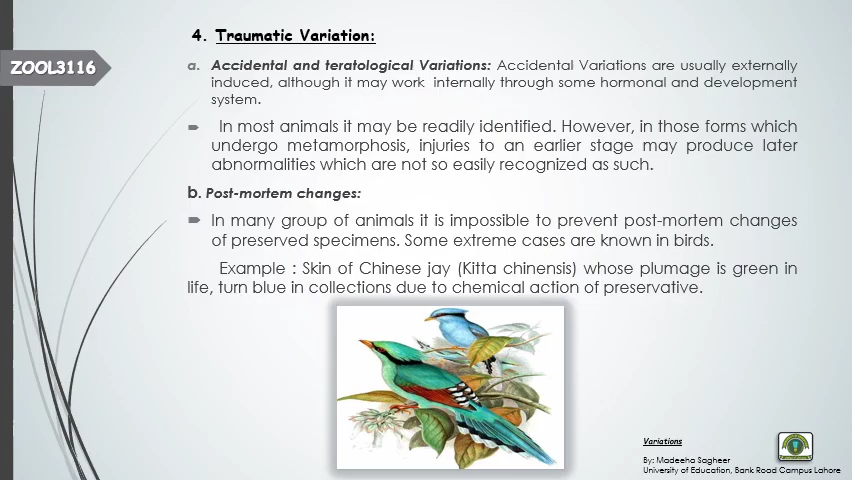 4. Traumatic Variation:
ZOOL3116
a. Accidental and teratological Variations: Accidental Variations are usually externally
induced, although it may work internally through some hormonal and development
system.
In most animals it may be readily identified. However, in those forms which
undergo metamorphosis, injuries to an earlier stage may produce later
abnormalities which are not so easily recognized as such.
b. Post-mortem changes:
In many group of animals it is impossible to prevent post-mortem changes
of preserved specimens. Some extreme cases are known in birds.
Example : Skin of Chinese jay (Kitta chinensis) whose plumage is green in
life, turn blue in collections due to chemical action of preservative.
Variations
By: Madeeha Sagheer
University of Education, Bank Road Campus Lahore